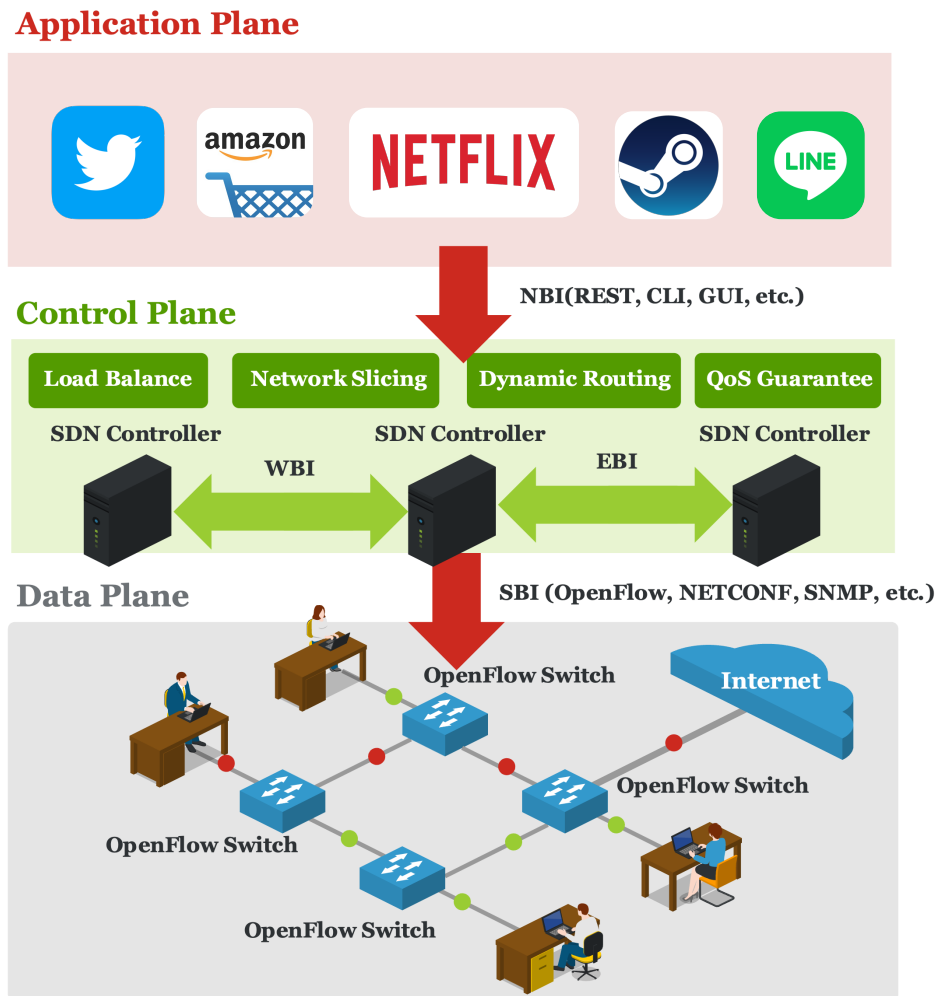 Application Plane
amazon
NETFLIX
LINE
NBI(REST, CLI, GUI, etc.)
Control Plane
Load Balance
Network Slicing
Dynamic Routing
QoS Guarantee
SDN Controller
SDN Controller
SDN Controller
WBI
EBI
Data Plane
SBI (OpenFlow, NETCONF, SNMP, etc.)
OpenFlow Switch
Internet
OpenFlow Switch
OpenFlow Switch
OpenFlow Switch